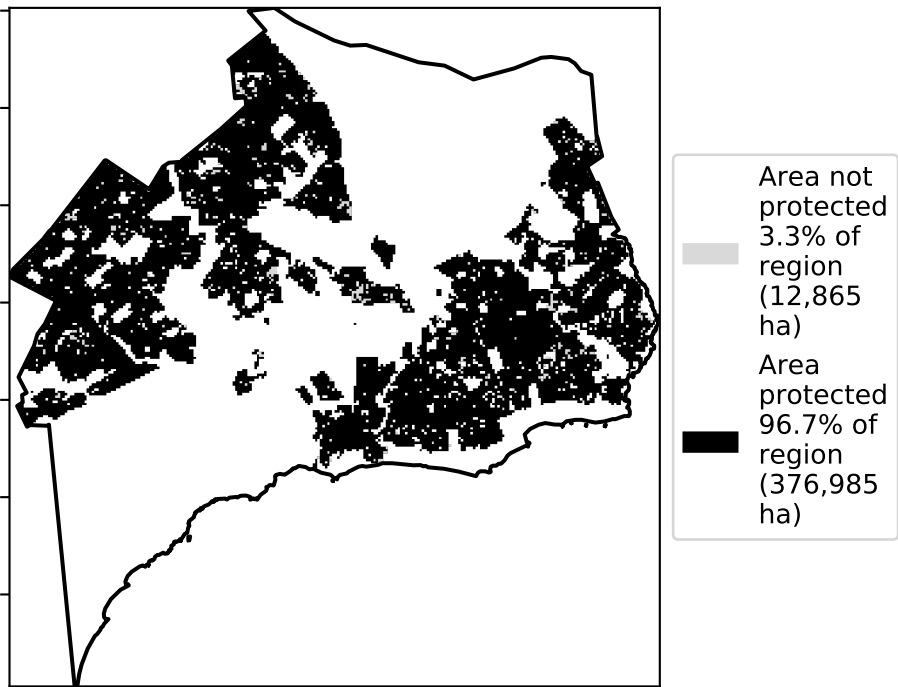 Area not
protected
3.3% of
region
(12,865
ha)
Area
protected
96.7% of
region
(376,985
ha)